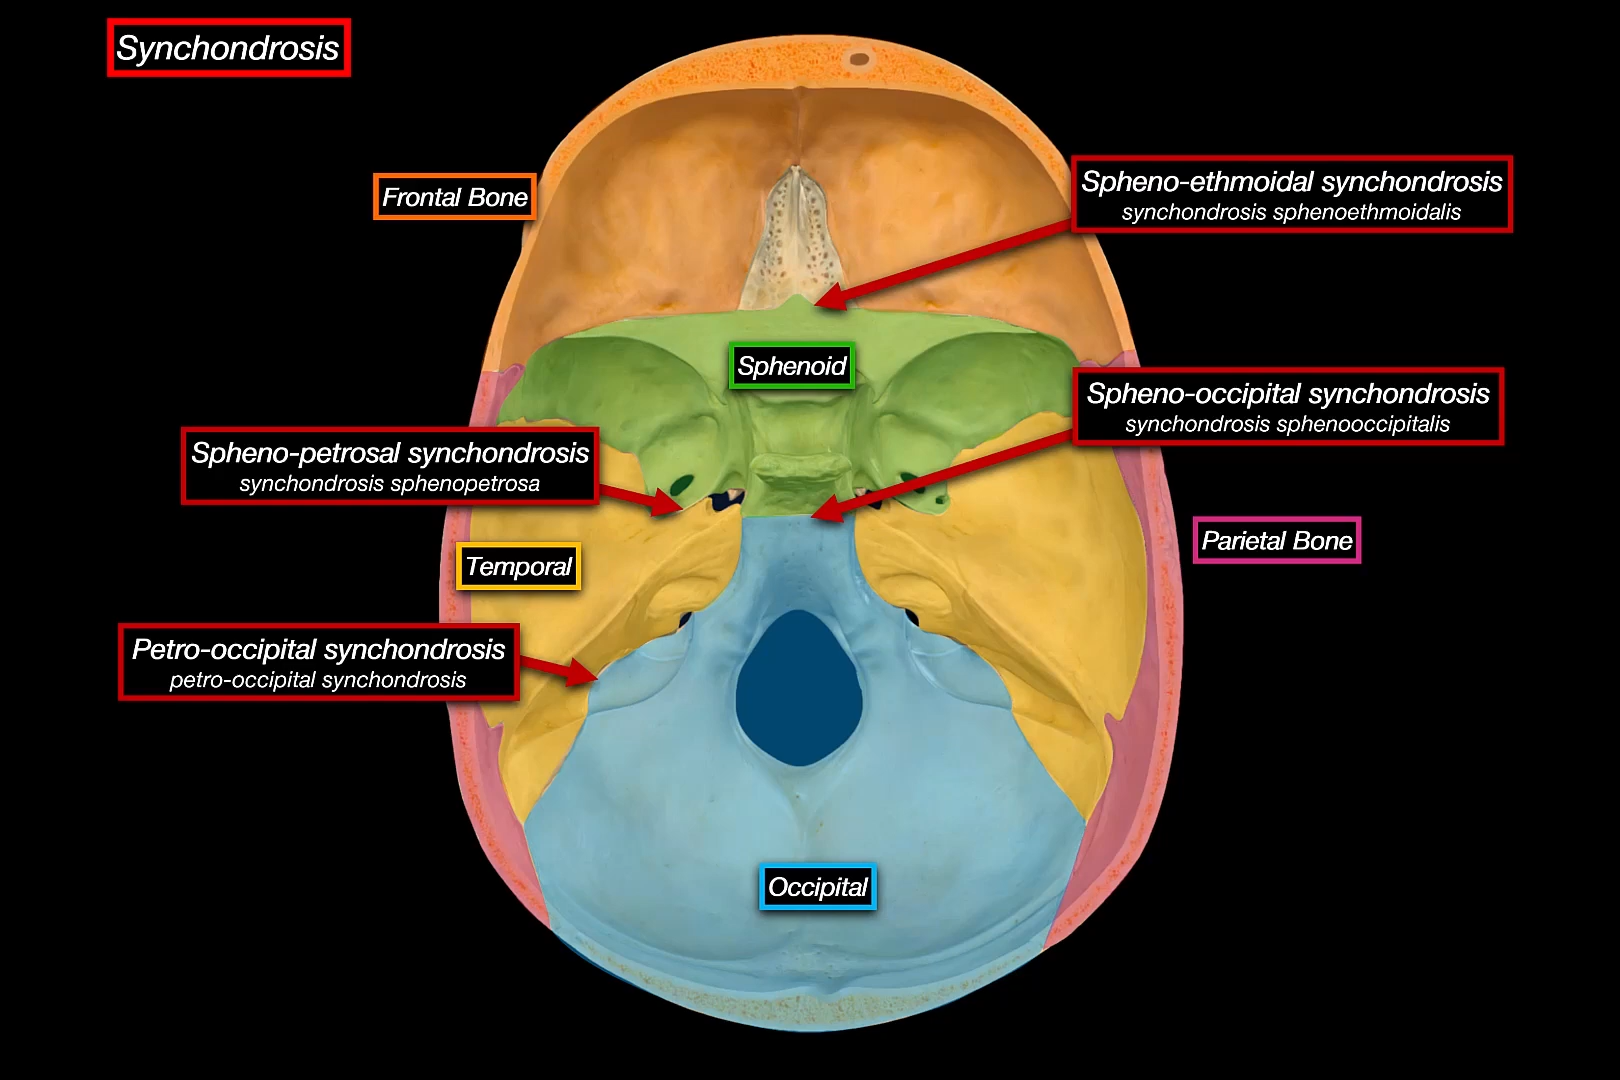 Synchondrosis
Frontal Bone
Spheno-ethmoidal synchondrosis
synchondrosis sphenoethmoidalis
Sphenoid
Spheno-occipital synchondrosis
synchondrosis sphenooccipitalis
Spheno-petrosal synchondrosis
synchondrosis sphenopetrosa
Parietal Bone
Temporal
Petro-occipital synchondrosis
petro-occipital synchondrosis
Occipital